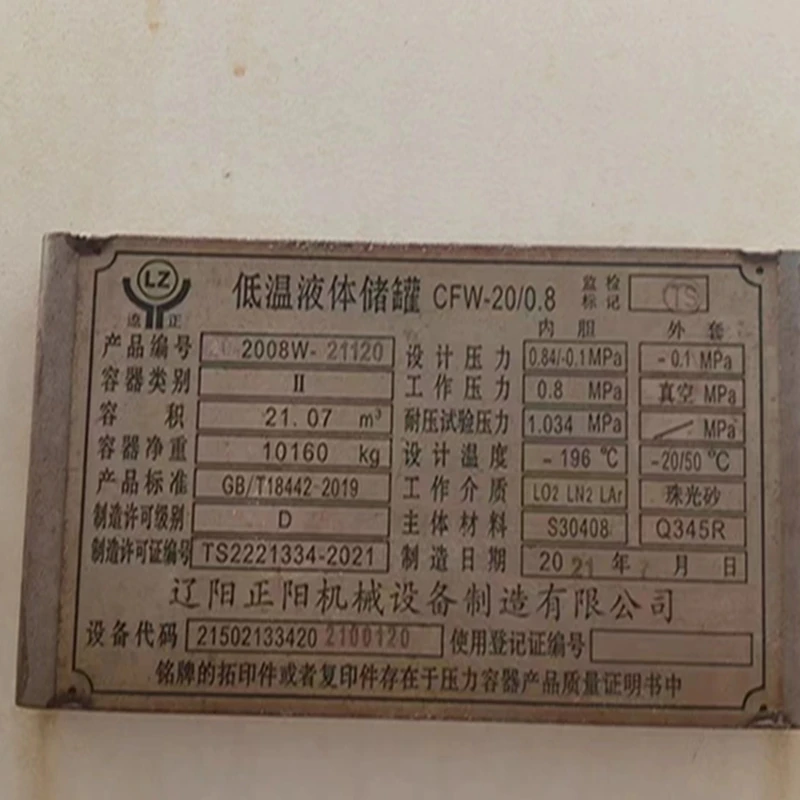 LZ
辽正
低温液体储罐 CFW-20/0.8 监检标记 TS
内胆 外套
产品编号 2008W- 21120 设计压力 0.84/-0.1MPa -0.1 MPa
容器类别 II 工作压力 0.8 MPa 真空 MPa
容积 21.07 m³ 耐压试验压力 1.034 MPa MPa
容器净重 10160 kg 设计温度 -196 ℃ -20/50 ℃
产品标准 GB/T18442-2019 工作介质 LO2 LN2 LAr 珠光砂
制造许可级别 D 主体材料 S30408 Q345R
制造许可证编号 TS2221334-2021 制造日期 2021 年 月 日
辽阳正阳机械设备制造有限公司
设备代码 215021334202100120 使用登记证编号
铭牌的拓印件或者复印件存在于压力容器产品质量证明书中